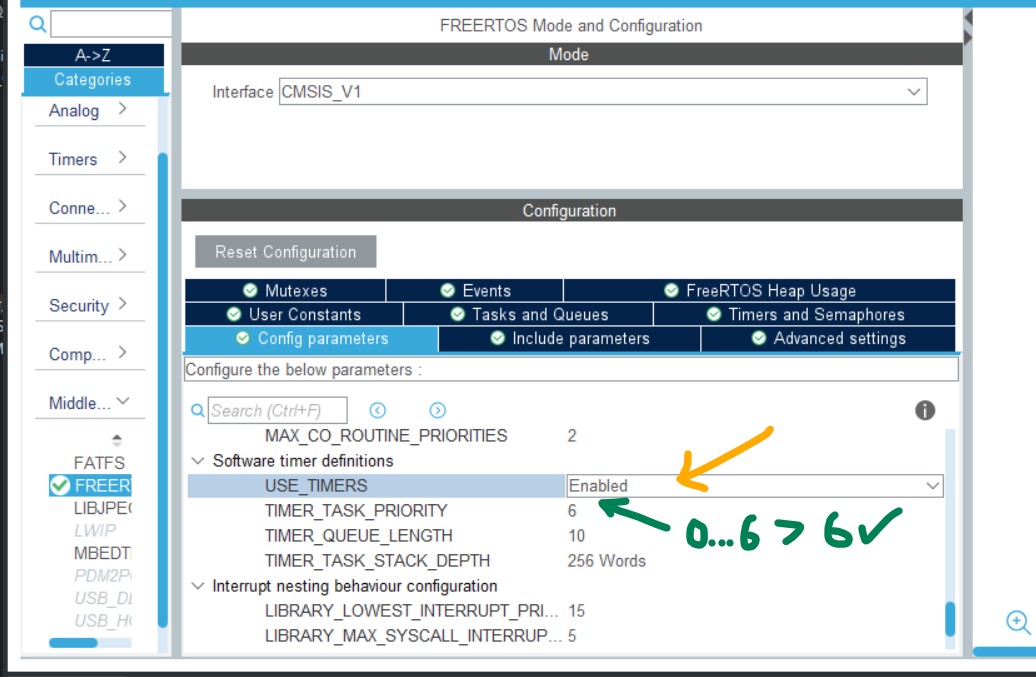 FREERTOS Mode and Configuration
Mode
Interface CMSIS_V1
A->Z
Categories
Analog
Timers
Conne...
Multim...
Security
Comp...
Middle...
FATFS
FREER
LIBJPE
LWIP
MBEDT
PDM2P
USB_D
USB_H
Configuration
Reset Configuration
Mutexes Events FreeRTOS Heap Usage
User Constants Tasks and Queues Timers and Semaphores
Config parameters Include parameters Advanced settings
Configure the below parameters :
Search (Ctrl+F)
MAX_CO_ROUTINE_PRIORITIES 2
Software timer definitions
USE_TIMERS Enabled
TIMER_TASK_PRIORITY 6
TIMER_QUEUE_LENGTH 10
TIMER_TASK_STACK_DEPTH 256 Words
0...6 > 6 ✓
Interrupt nesting behaviour configuration
LIBRARY_LOWEST_INTERRUPT_PRI... 15
LIBRARY_MAX_SYSCALL_INTERRUP... 5